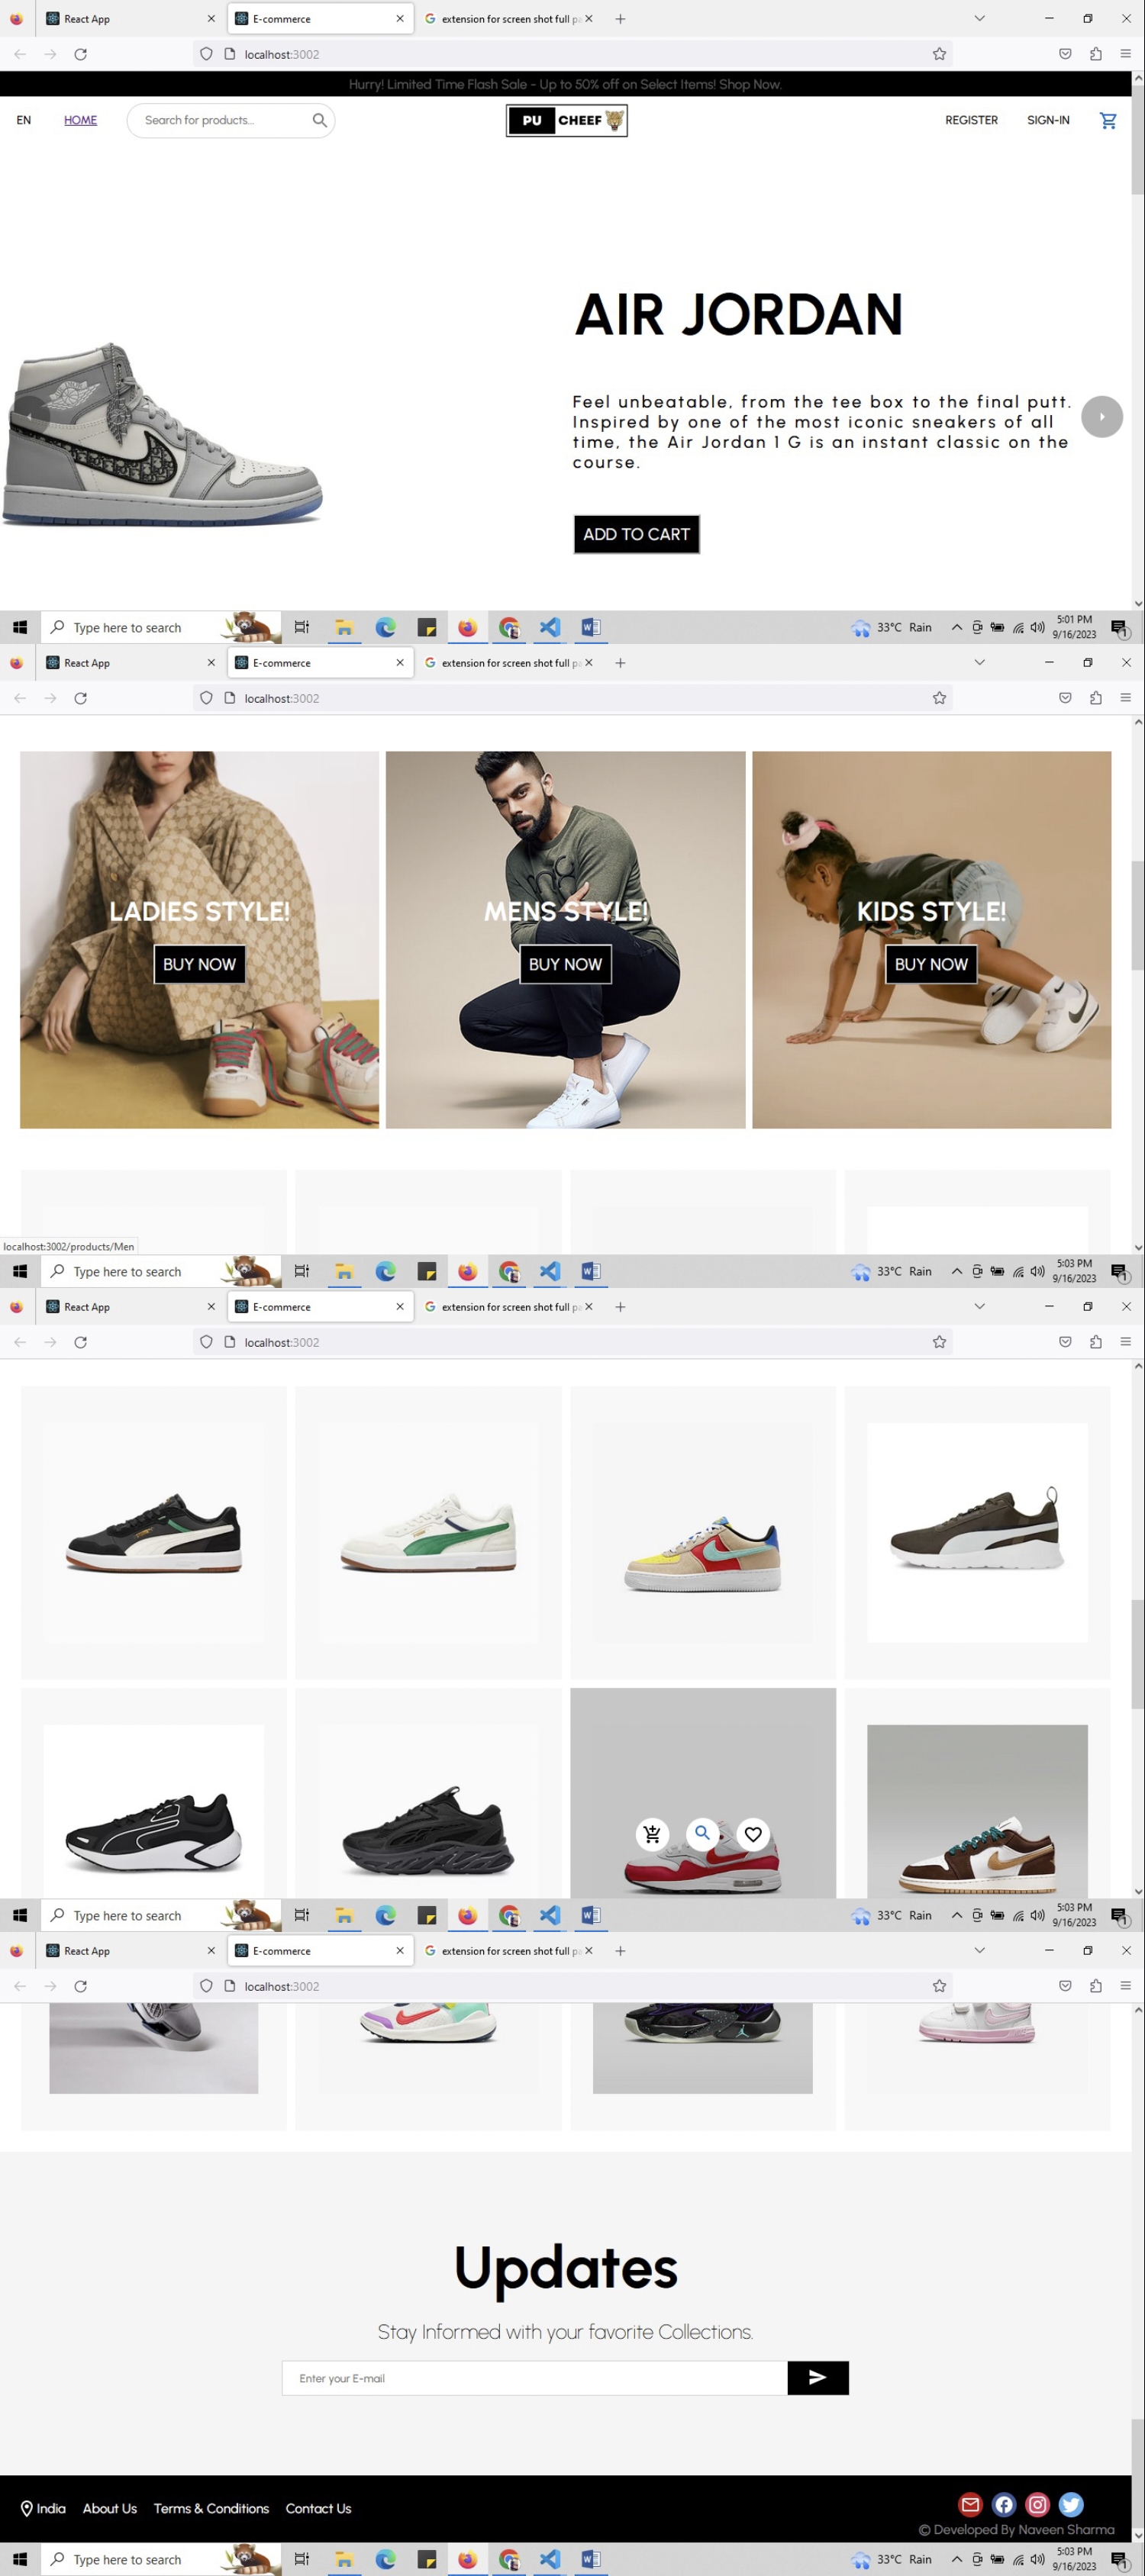 React App
E-commerce
extension for screen shot full pa
localhost:3002
Hurry! Limited Time Flash Sale - Up to 50% off on Select Items! Shop Now.
EN
HOME
Search for products...
PU CHEEF
REGISTER
SIGN-IN
AIR JORDAN
Feel unbeatable, from the tee box to the final putt.
Inspired by one of the most iconic sneakers of all
time, the Air Jordan 1 G is an instant classic on the
course.
ADD TO CART
Type here to search
33°C Rain
5:01 PM
9/16/2023
1
React App
E-commerce
extension for screen shot full pa
localhost:3002
LADIES STYLE!
MENS STYLE!
KIDS STYLE!
BUY NOW
BUY NOW
BUY NOW
localhost:3002/products/Men
Type here to search
33°C Rain
5:03 PM
9/16/2023
1
React App
E-commerce
extension for screen shot full pa
localhost:3002
Type here to search
33°C Rain
5:03 PM
9/16/2023
1
React App
E-commerce
extension for screen shot full pa
localhost:3002
Updates
Stay Informed with your favorite Collections.
Enter your E-mail
India
About Us
Terms & Conditions
Contact Us
© Developed By Naveen Sharma
Type here to search
33°C Rain
5:03 PM
9/16/2023
1